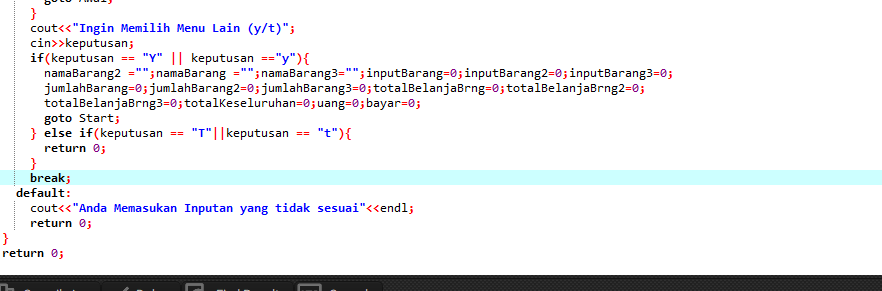 }
cout<<"Ingin Memilih Menu Lain (y/t)";
cin>>keputusan;
if(keputusan == "Y" || keputusan =="y"){
namaBarang2 ="";namaBarang ="";namaBarang3="";inputBarang=0;inputBarang2=0;inputBarang3=0;
jumlahBarang=0;jumlahBarang2=0;jumlahBarang3=0;totalBelanjaBrng=0;totalBelanjaBrng2=0;
totalBelanjaBrng3=0;totalKeseluruhan=0;uang=0;bayar=0;
goto Start;
} else if(keputusan == "T"||keputusan == "t"){
return 0;
}
break;
default:
cout<<"Anda Memasukan Inputan yang tidak sesuai"<<endl;
return 0;
}
return 0;